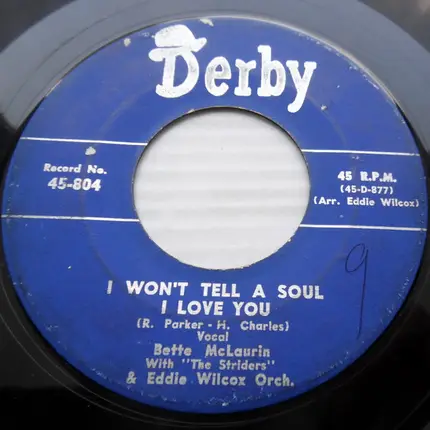 Derby
Record No.
45-804
45 R.P.M.
(45-D-877)
(Arr. Eddie Wilcox)
I WON'T TELL A SOUL
I LOVE YOU
(R. Parker - H. Charles)
Vocal
Bette McLaurin
With "The Striders"
& Eddie Wilcox Orch.
9